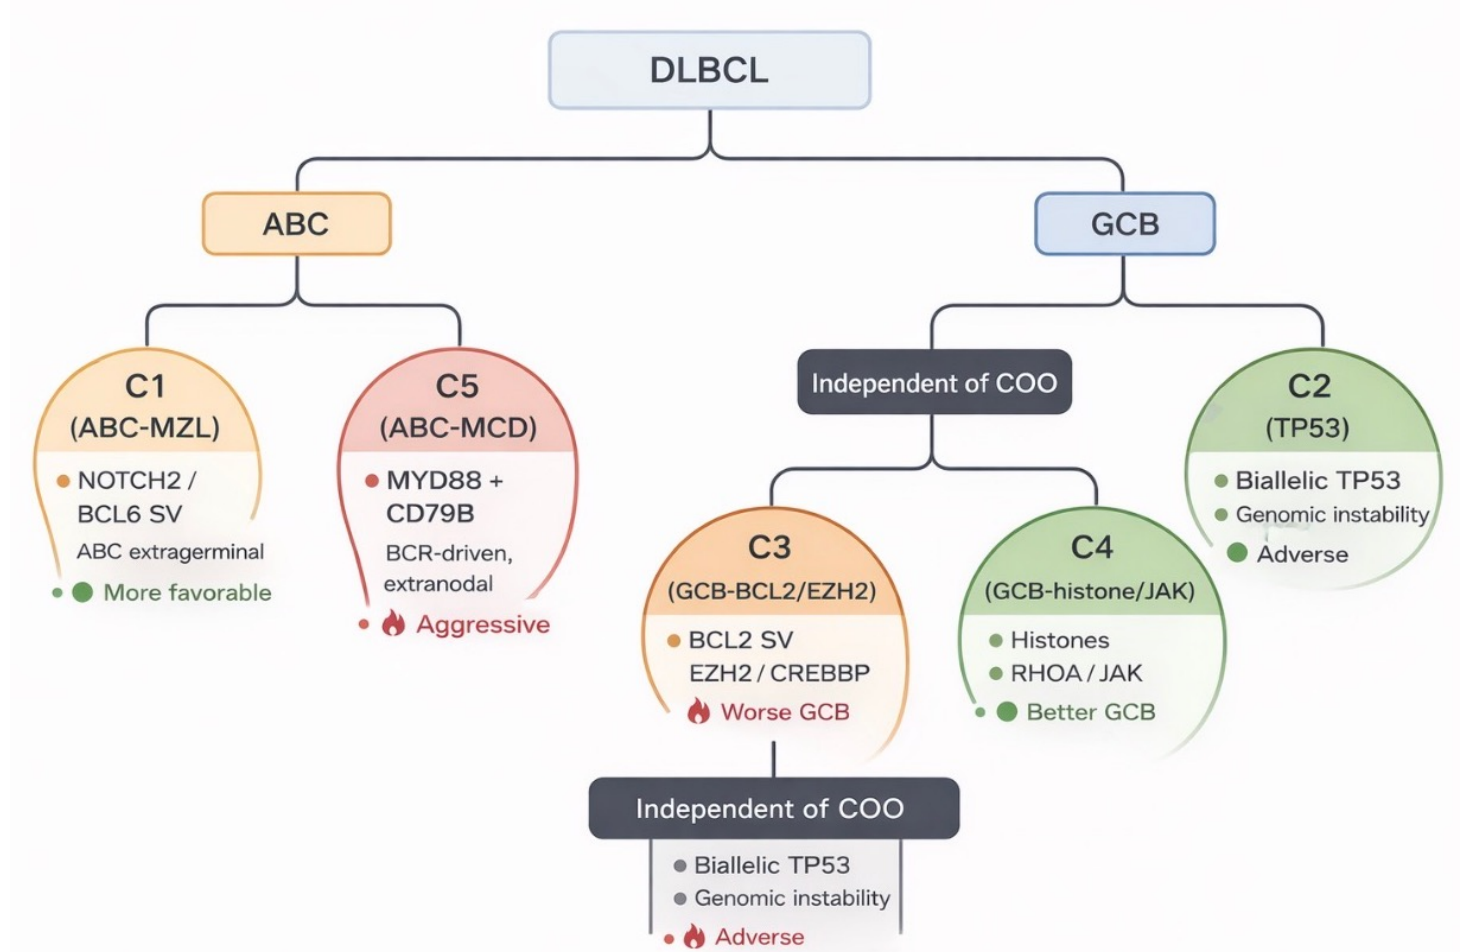 DLBCL
ABC
GCB
C1
(ABC-MZL)
NOTCH2 /
BCL6 SV
ABC extragerminal
More favorable
C5
(ABC-MCD)
MYD88 +
CD79B
BCR-driven,
extranodal
Aggressive
Independent of COO
C3
(GCB-BCL2/EZH2)
BCL2 SV
EZH2 / CREBBP
Worse GCB
C4
(GCB-histone/JAK)
Histones
RHOA / JAK
Better GCB
C2
(TP53)
Biallelic TP53
Genomic instability
Adverse
Independent of COO
Biallelic TP53
Genomic instability
Adverse